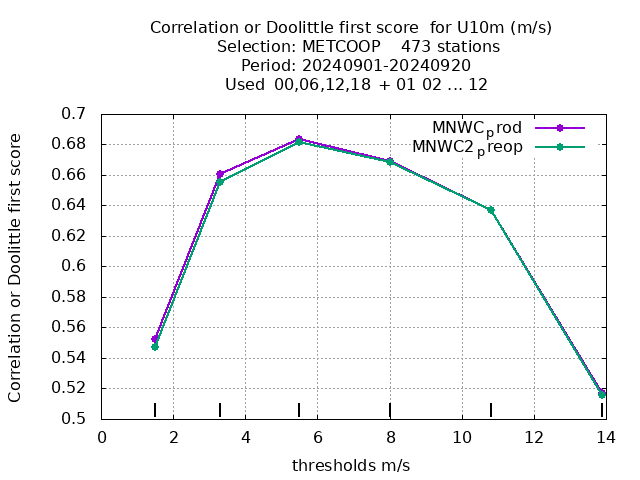 Correlation or Doolittle first score  for U10m (m/s)
Selection: METCOOP    473 stations
Period: 20240901-20240920
Used  00,06,12,18 + 01 02 ... 12
MNWC_prod
MNWC2_preop
Correlation or Doolittle first score
0.7
0.68
0.66
0.64
0.62
0.6
0.58
0.56
0.54
0.52
0.5
0 2 4 6 8 10 12 14
thresholds m/s